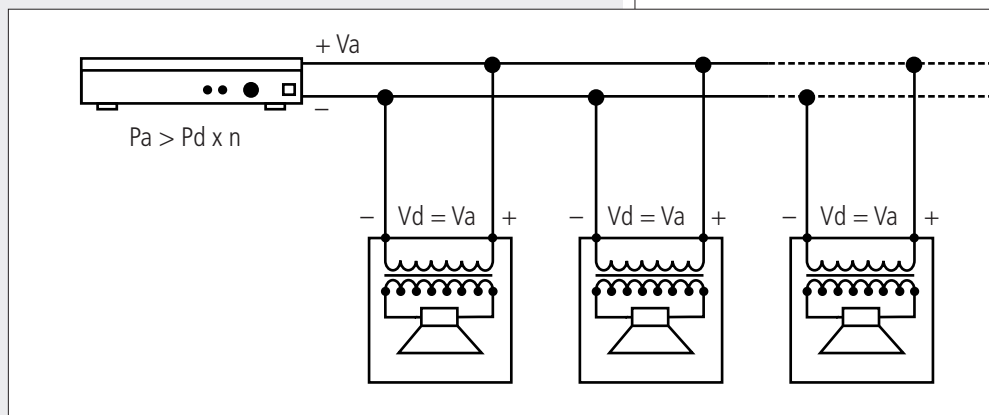 + Va
–
Pa > Pd x n
– Vd = Va +
– Vd = Va +
– Vd = Va +